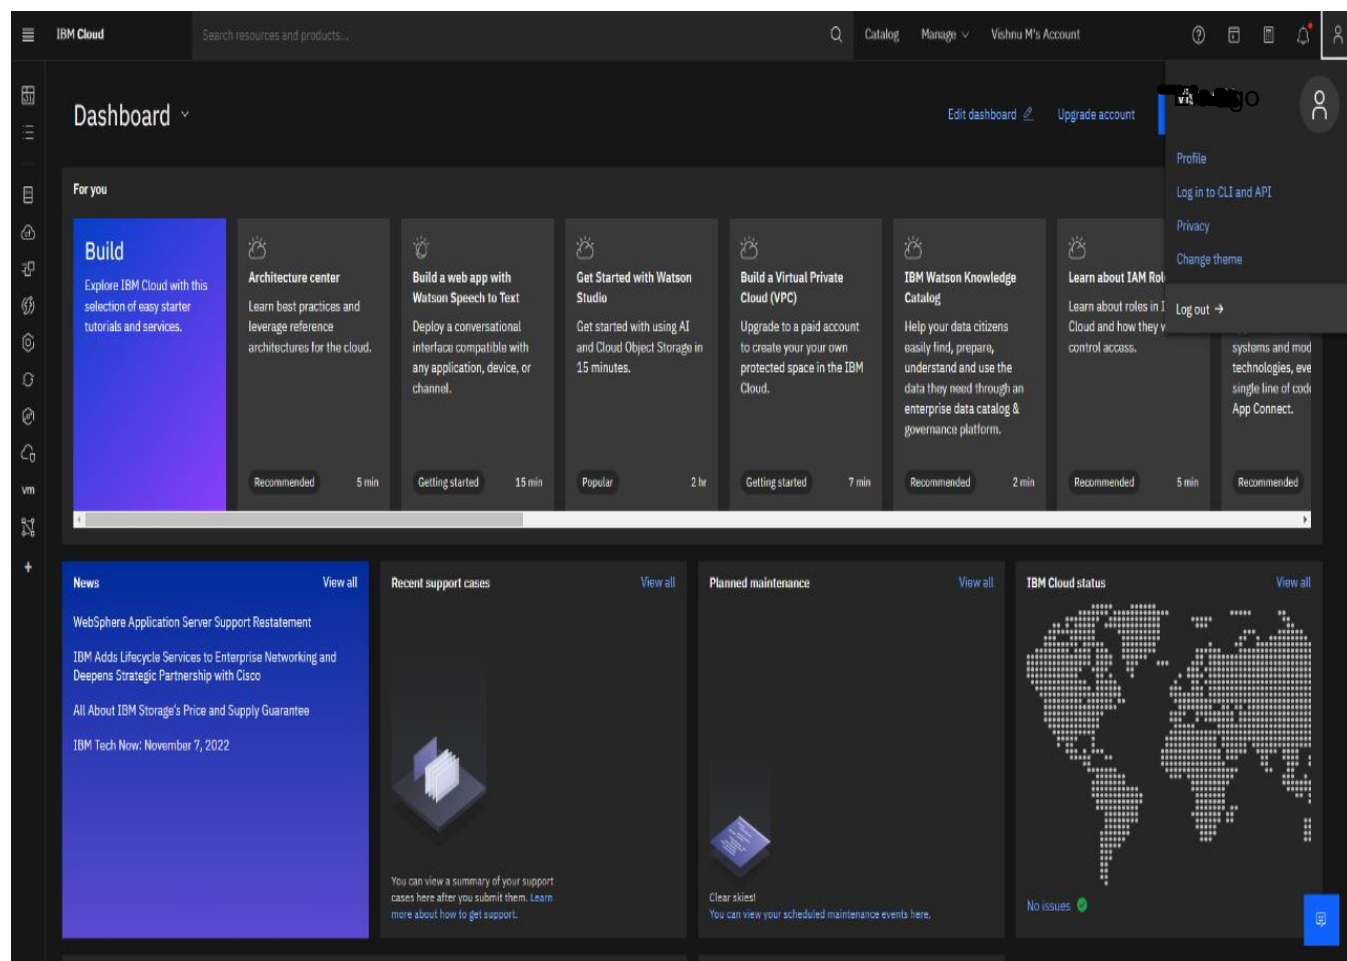 IBM Cloud
Search resources and products...
Catalog
Manage
Vishnu M's Account
Dashboard
Edit dashboard
Upgrade account
Profile
Log in to CLI and API
Privacy
Change theme
Log out →
For you
Build
Explore IBM Cloud with this
selection of easy starter
tutorials and services.
Architecture center
Learn best practices and
leverage reference
architectures for the cloud.
Recommended
5 min
Build a web app with
Watson Speech to Text
Deploy a conversational
interface compatible with
any application, device, or
channel.
Getting started
15 min
Get Started with Watson
Studio
Get started with using AI
and Cloud Object Storage in
15 minutes.
Popular
2 hr
Build a Virtual Private
Cloud (VPC)
Upgrade to a paid account
to create your your own
protected space in the IBM
Cloud.
Getting started
7 min
IBM Watson Knowledge
Catalog
Help your data citizens
easily find, prepare,
understand and use the
data they need through an
enterprise data catalog &
governance platform.
Recommended
2 min
Learn about IAM Rol
Learn about roles in I
Cloud and how they v
control access.
Recommended
5 min
systems and mod
technologies, eve
single line of code
App Connect.
Recommended
vm
News
View all
WebSphere Application Server Support Restatement
IBM Adds Lifecycle Services to Enterprise Networking and
Deepens Strategic Partnership with Cisco
All About IBM Storage's Price and Supply Guarantee
IBM Tech Now: November 7, 2022
Recent support cases
View all
You can view a summary of your support
cases here after you submit them. Learn
more about how to get support.
Planned maintenance
View all
Clear skies!
You can view your scheduled maintenance events here.
IBM Cloud status
View all
No issues